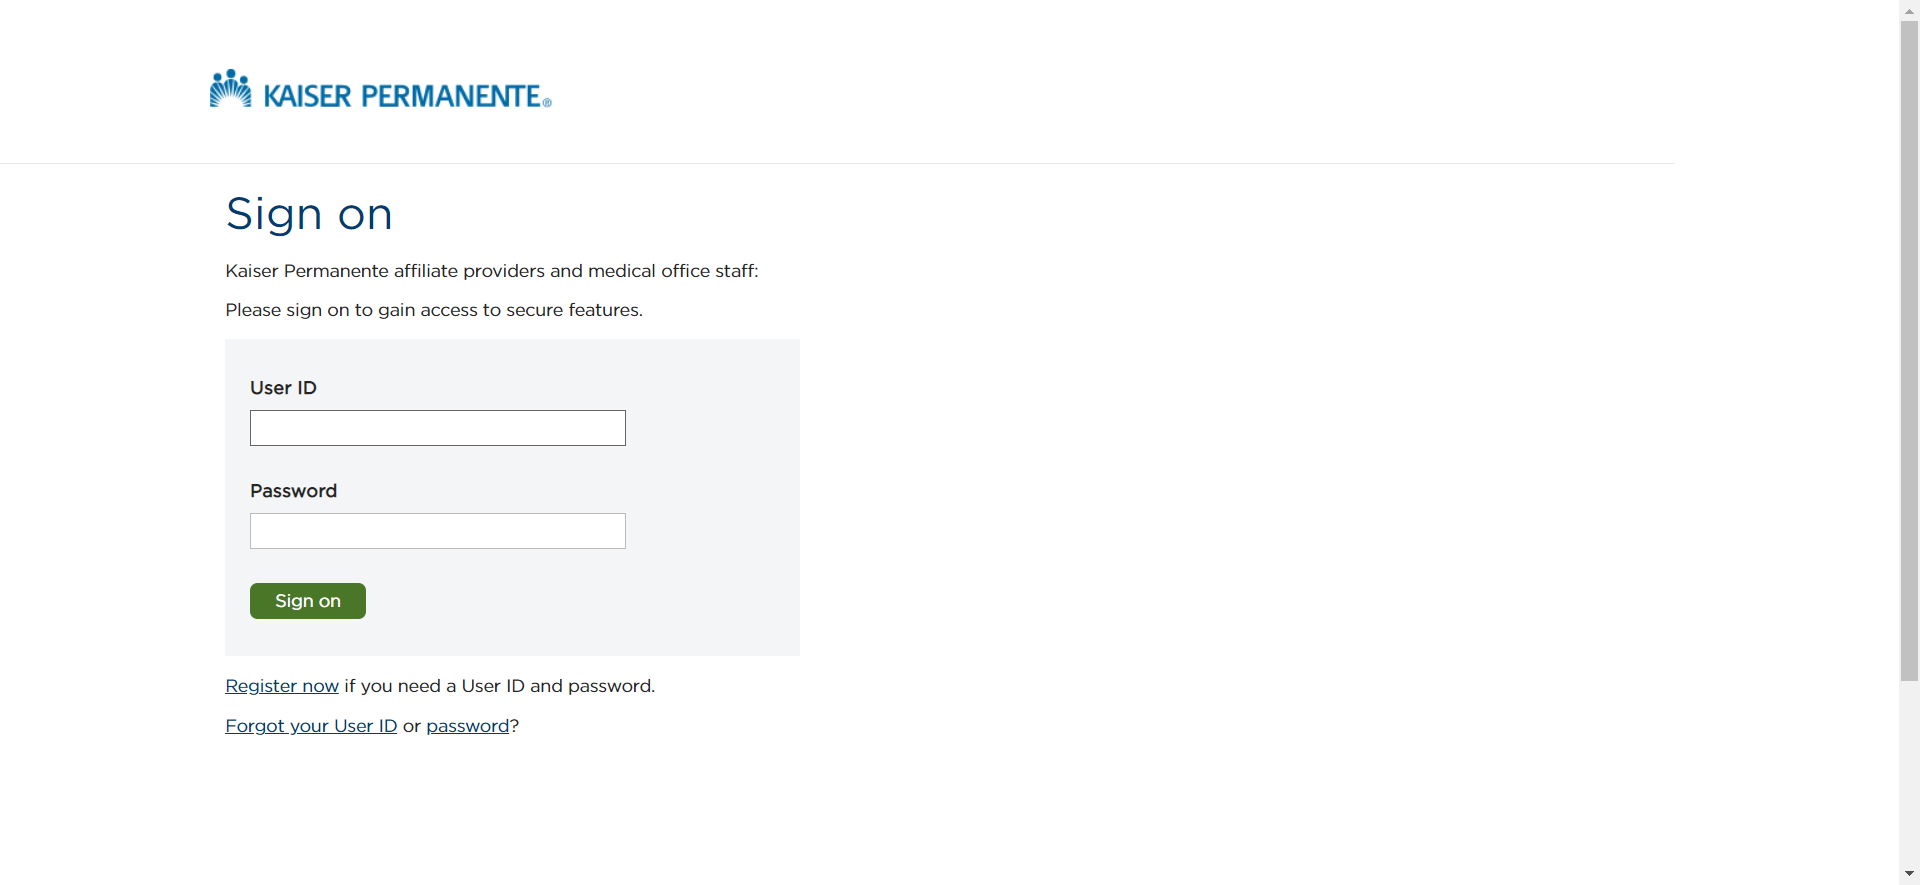 KAISER PERMANENTE®
Sign on
Kaiser Permanente affiliate providers and medical office staff:
Please sign on to gain access to secure features.
User ID
Password
Sign on
Register now if you need a User ID and password.
Forgot your User ID or password?